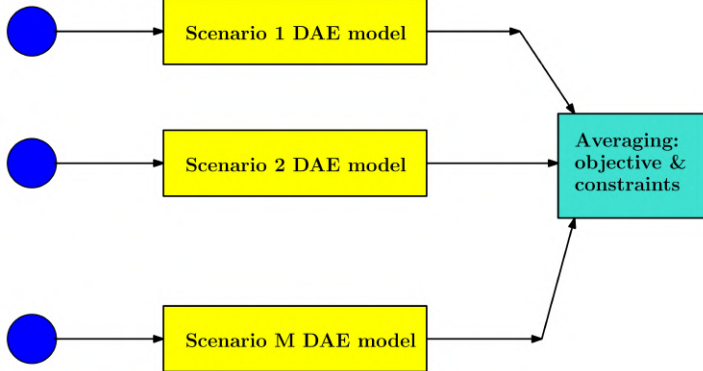 Scenario 1 DAE model
Scenario 2 DAE model
Averaging:
objective &
constraints
Scenario M DAE model